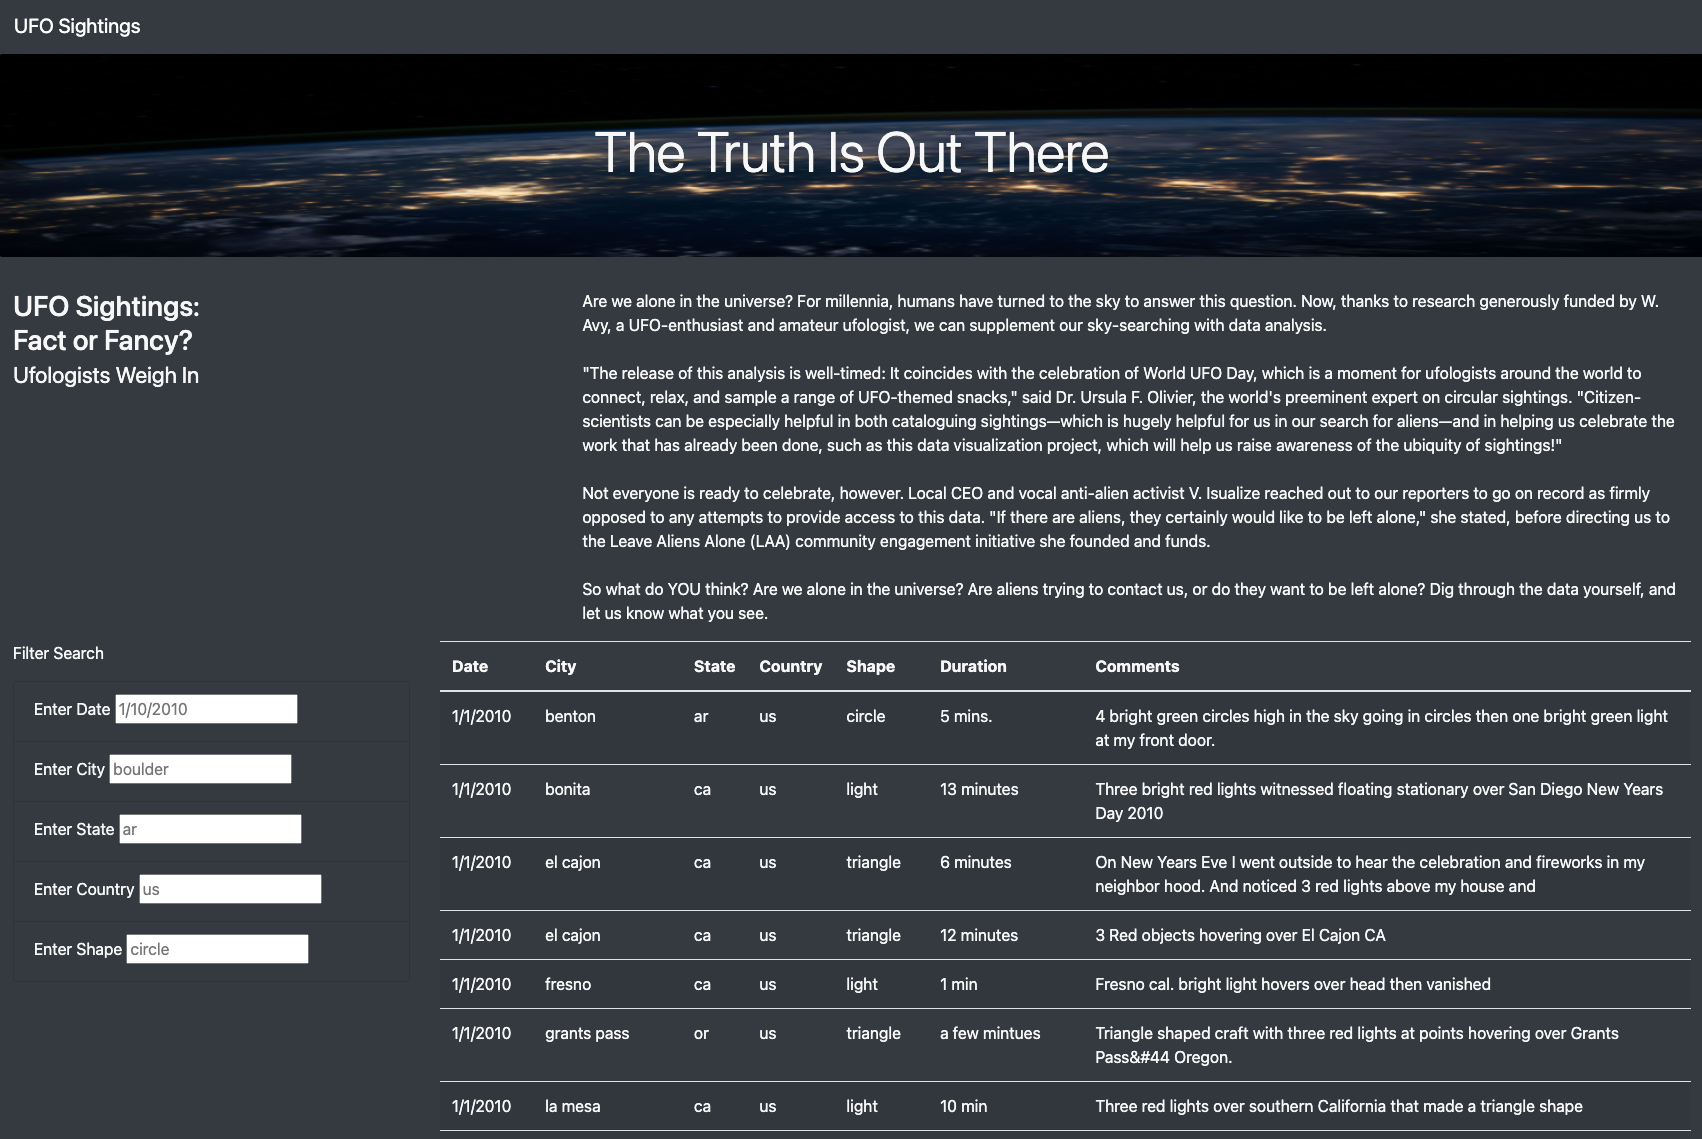 UFO Sightings
The Truth Is Out There
UFO Sightings:
Fact or Fancy?
Ufologists Weigh In
Are we alone in the universe? For millennia, humans have turned to the sky to answer this question. Now, thanks to research generously funded by W.
Avy, a UFO-enthusiast and amateur ufologist, we can supplement our sky-searching with data analysis.
"The release of this analysis is well-timed: It coincides with the celebration of World UFO Day, which is a moment for ufologists around the world to
connect, relax, and sample a range of UFO-themed snacks," said Dr. Ursula F. Olivier, the world's preeminent expert on circular sightings. "Citizen-
scientists can be especially helpful in both cataloguing sightings—which is hugely helpful for us in our search for aliens—and in helping us celebrate the
work that has already been done, such as this data visualization project, which will help us raise awareness of the ubiquity of sightings!"
Not everyone is ready to celebrate, however. Local CEO and vocal anti-alien activist V. Isualize reached out to our reporters to go on record as firmly
opposed to any attempts to provide access to this data. "If there are aliens, they certainly would like to be left alone," she stated, before directing us to
the Leave Aliens Alone (LAA) community engagement initiative she founded and funds.
So what do YOU think? Are we alone in the universe? Are aliens trying to contact us, or do they want to be left alone? Dig through the data yourself, and
let us know what you see.
Filter Search
Enter Date 1/10/2010
Enter City boulder
Enter State ar
Enter Country us
Enter Shape circle
Date City State Country Shape Duration Comments
1/1/2010 benton ar us circle 5 mins. 4 bright green circles high in the sky going in circles then one bright green light
at my front door.
1/1/2010 bonita ca us light 13 minutes Three bright red lights witnessed floating stationary over San Diego New Years
Day 2010
1/1/2010 el cajon ca us triangle 6 minutes On New Years Eve I went outside to hear the celebration and fireworks in my
neighbor hood. And noticed 3 red lights above my house and
1/1/2010 el cajon ca us triangle 12 minutes 3 Red objects hovering over El Cajon CA
1/1/2010 fresno ca us light 1 min Fresno cal. bright light hovers over head then vanished
1/1/2010 grants pass or us triangle a few mintues Triangle shaped craft with three red lights at points hovering over Grants
Pass&#44 Oregon.
1/1/2010 la mesa ca us light 10 min Three red lights over southern California that made a triangle shape